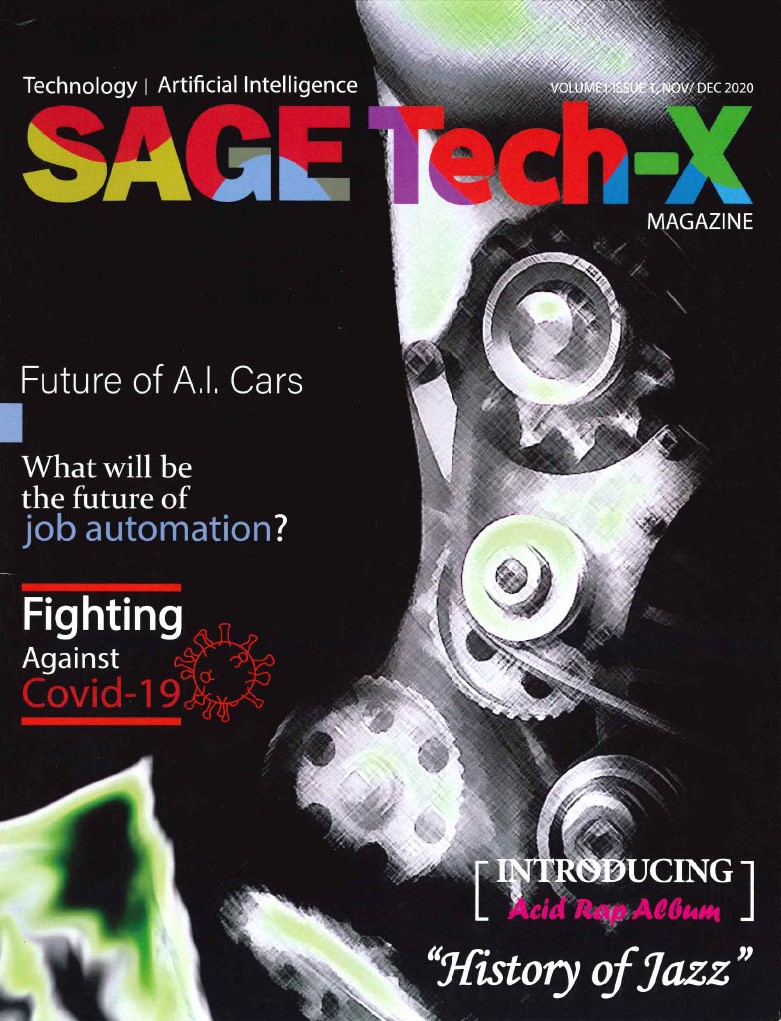 Technology | Artificial Intelligence
VOLUME1 ISSUE 1, NOV/ DEC 2020
SAGE Tech-X
MAGAZINE
Future of A.I. Cars
What will be
the future of
job automation?
Fighting
Against
Covid-19
[ INTRODUCING
Acid Rap Album ]
“History of Jazz”